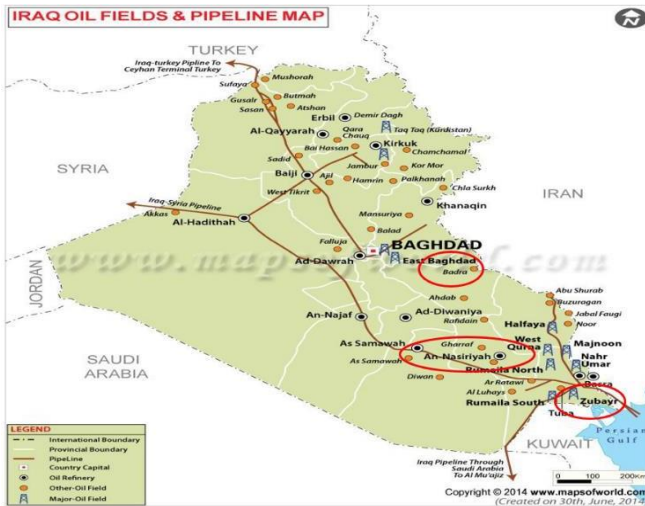 IRAQ OIL FIELDS & PIPELINE MAP
N
TURKEY
Iraq-turkey Pipline To
Ceyhan Terminal Turkey
Mushorah
Sufaya
Butmah
Gusair
Atshan
Sasan
Demir Dagh
Erbil
Taq Taq (Kurdistan)
Al-Qayyarah
Qara
Chauq
Kirkuk
Bai Hassan
Chamchamal
SYRIA
Sadid
Jambur
Kor Mor
Baiji
Ajil
Hamrin
Palkhanah
West Tikrit
Chla Surkh
IRAN
Iraq-Syria Pipeline
Khanaqin
Akkas
Al-Hadithah
Mansuriya
Balad
Falluja
BAGHDAD
www.mapsofworld.com
Ad-Dawrah
East Baghdad
Badra
JORDAN
Ahdab
Abu Shurab
Buzuragan
An-Najaf
Ad-Diwaniya
Rafidain
Jabal Fauqi
Halfaya
Noor
As Samawah
Gharraf
West
Qurna
Majnoon
SAUDI
ARABIA
As Samawah
An-Nasiriyah
Nahr
Umar
Rumaila North
Diwan
Ar Ratawi
Basra
Al Luhays
Zubayr
Rumaila South
Tuba
Persian
Gulf
KUWAIT
LEGEND
International Boundary
Provincial Boundary
PipeLine
Country Capital
Oil Refinery
Other-Oil Field
Major-Oil Field
Iraq Pipeline Through
Saudi Arabia
To Al Mu'ajiz
0 100 200Km
Copyright © 2014 www.mapsofworld.com
(Created on 30th, June, 2014)